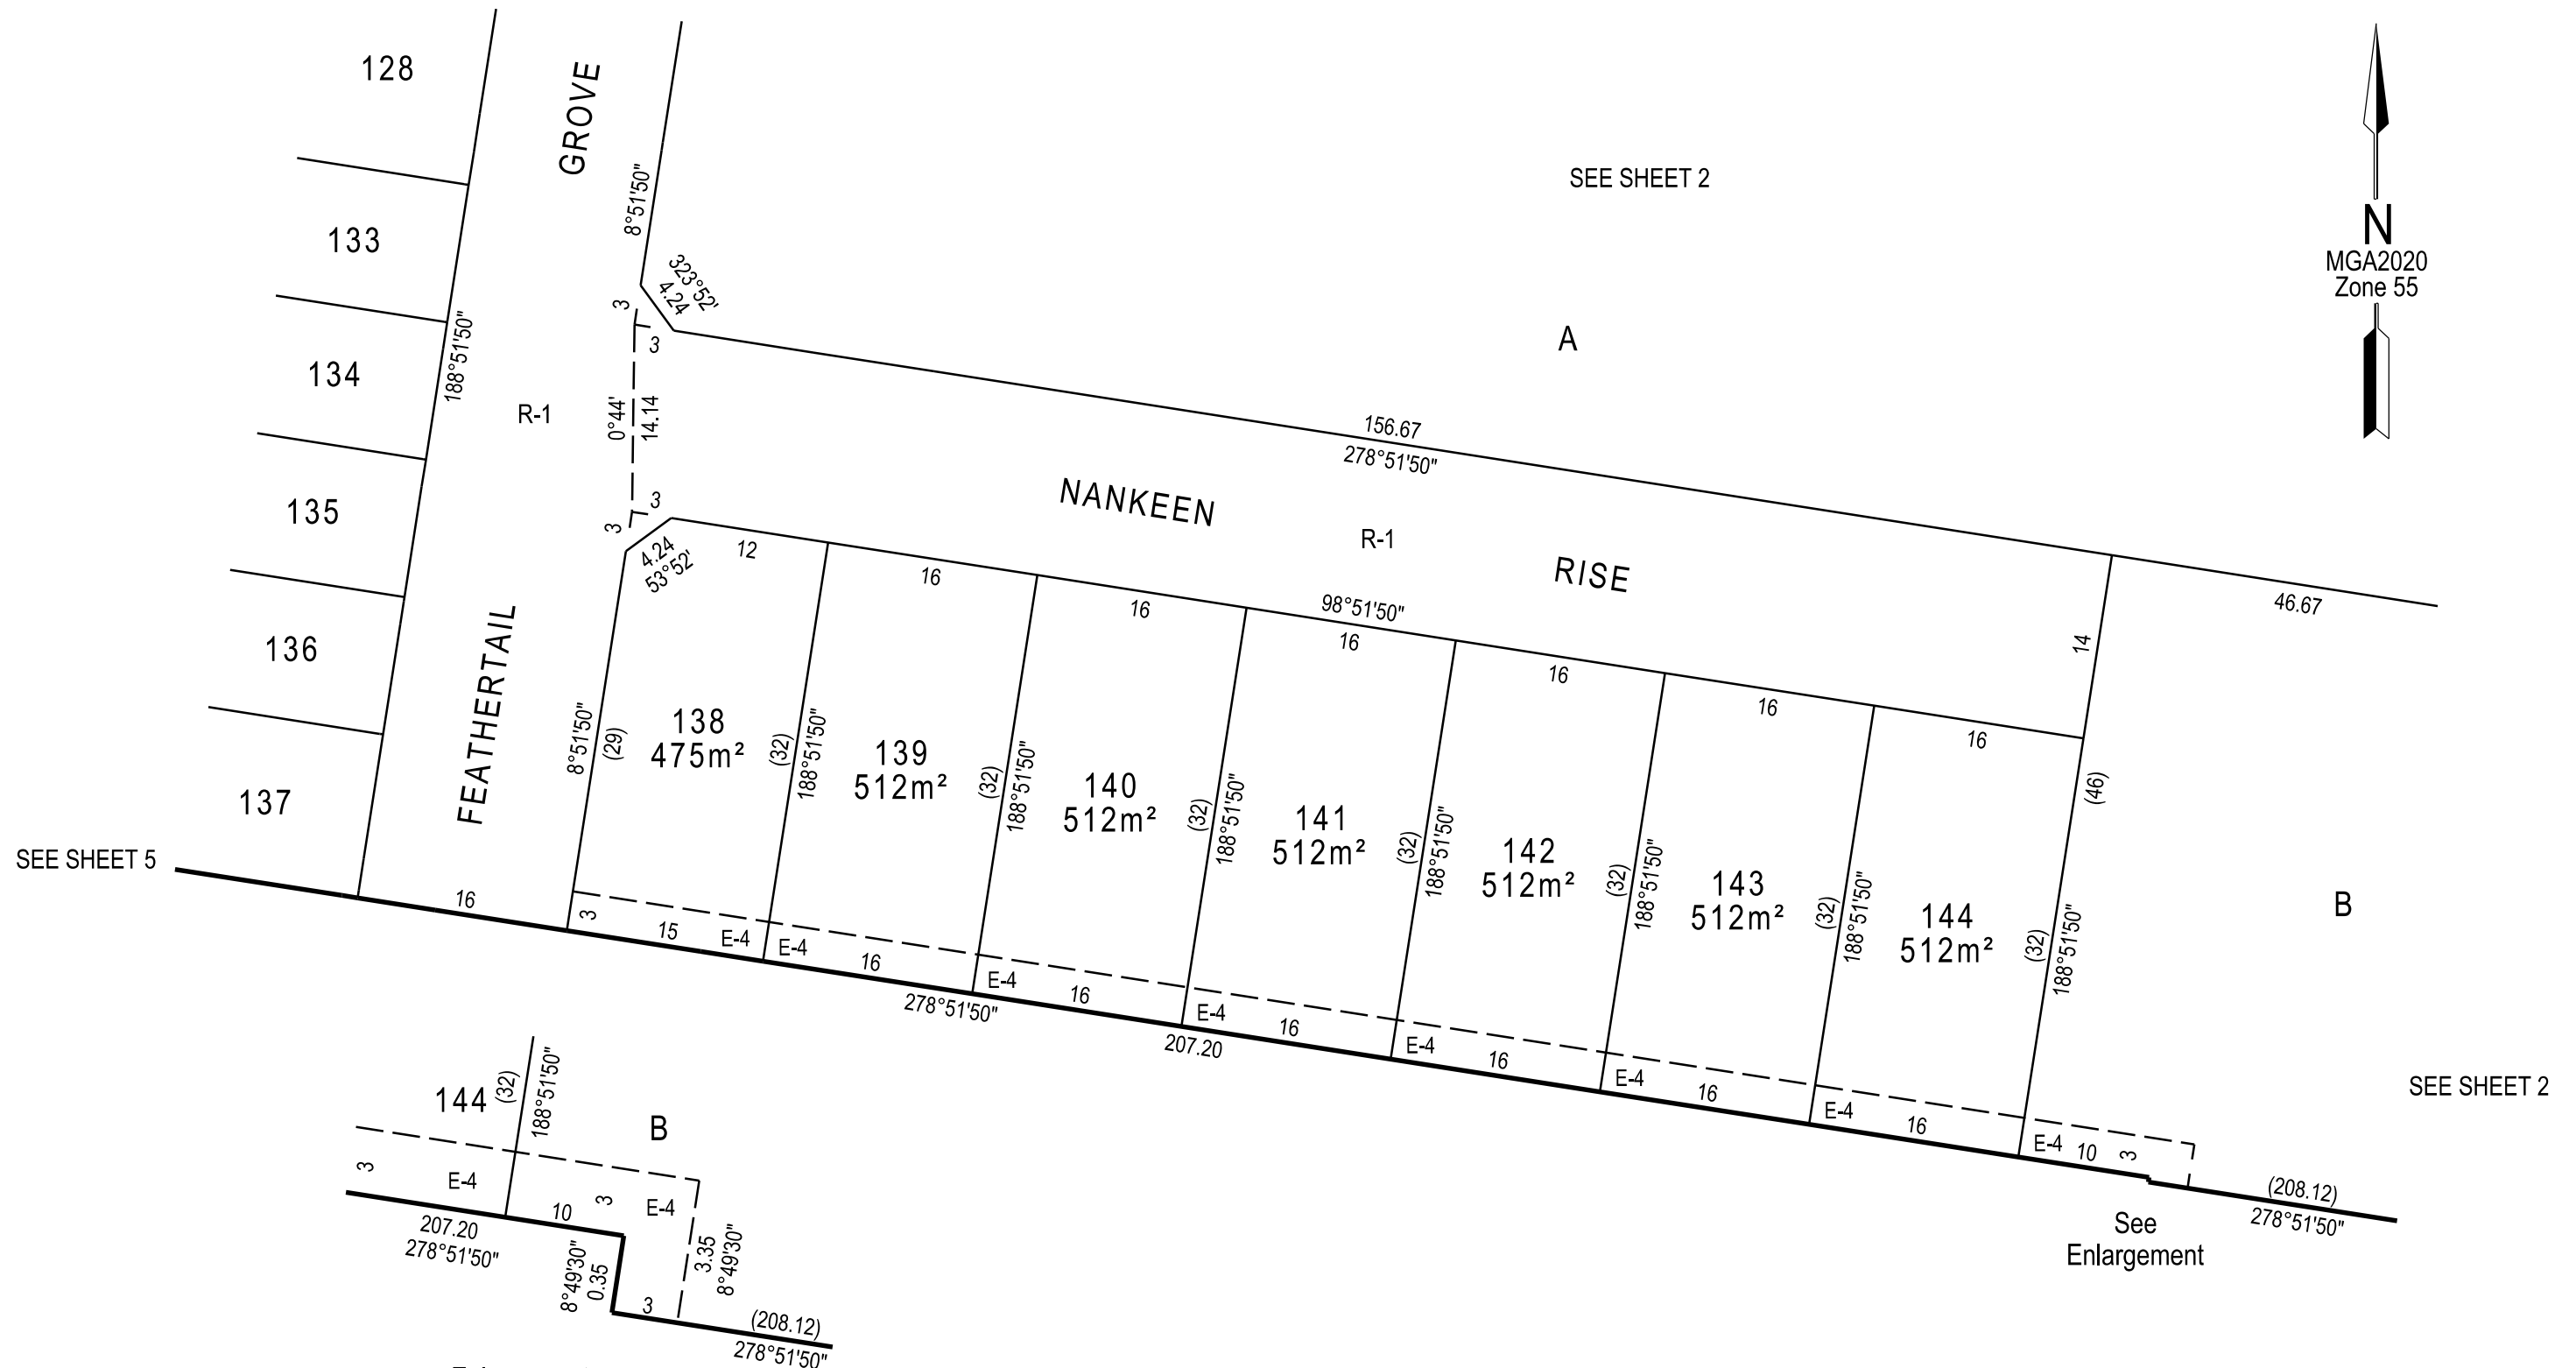 128
133
134
135
136
137
188°51'50"
GROVE
8°51'50"
323°52'
4.24
3
3
0°44'
14.14
3
3
4.24
53°52'
R-1
FEATHERTAIL
SEE SHEET 2
A
N
MGA2020
Zone 55
156.67
278°51'50"
NANKEEN
R-1
RISE
98°51'50"
46.67
14
12
16
16
16
16
16
16
8°51'50"
(29)
138
475m²
(32)
188°51'50"
139
512m²
(32)
188°51'50"
140
512m²
(32)
188°51'50"
141
512m²
(32)
188°51'50"
142
512m²
(32)
188°51'50"
143
512m²
(32)
188°51'50"
144
512m²
(32)
188°51'50"
(46)
B
SEE SHEET 5
16
3
15
E-4
E-4
16
E-4
16
E-4
16
E-4
16
E-4
16
E-4
16
E-4
10
3
278°51'50"
207.20
SEE SHEET 2
(208.12)
278°51'50"
See
Enlargement
144
(32)
188°51'50"
B
3
E-4
10
3
E-4
207.20
278°51'50"
8°49'30"
0.35
3.35
8°49'30"
3
(208.12)
278°51'50"